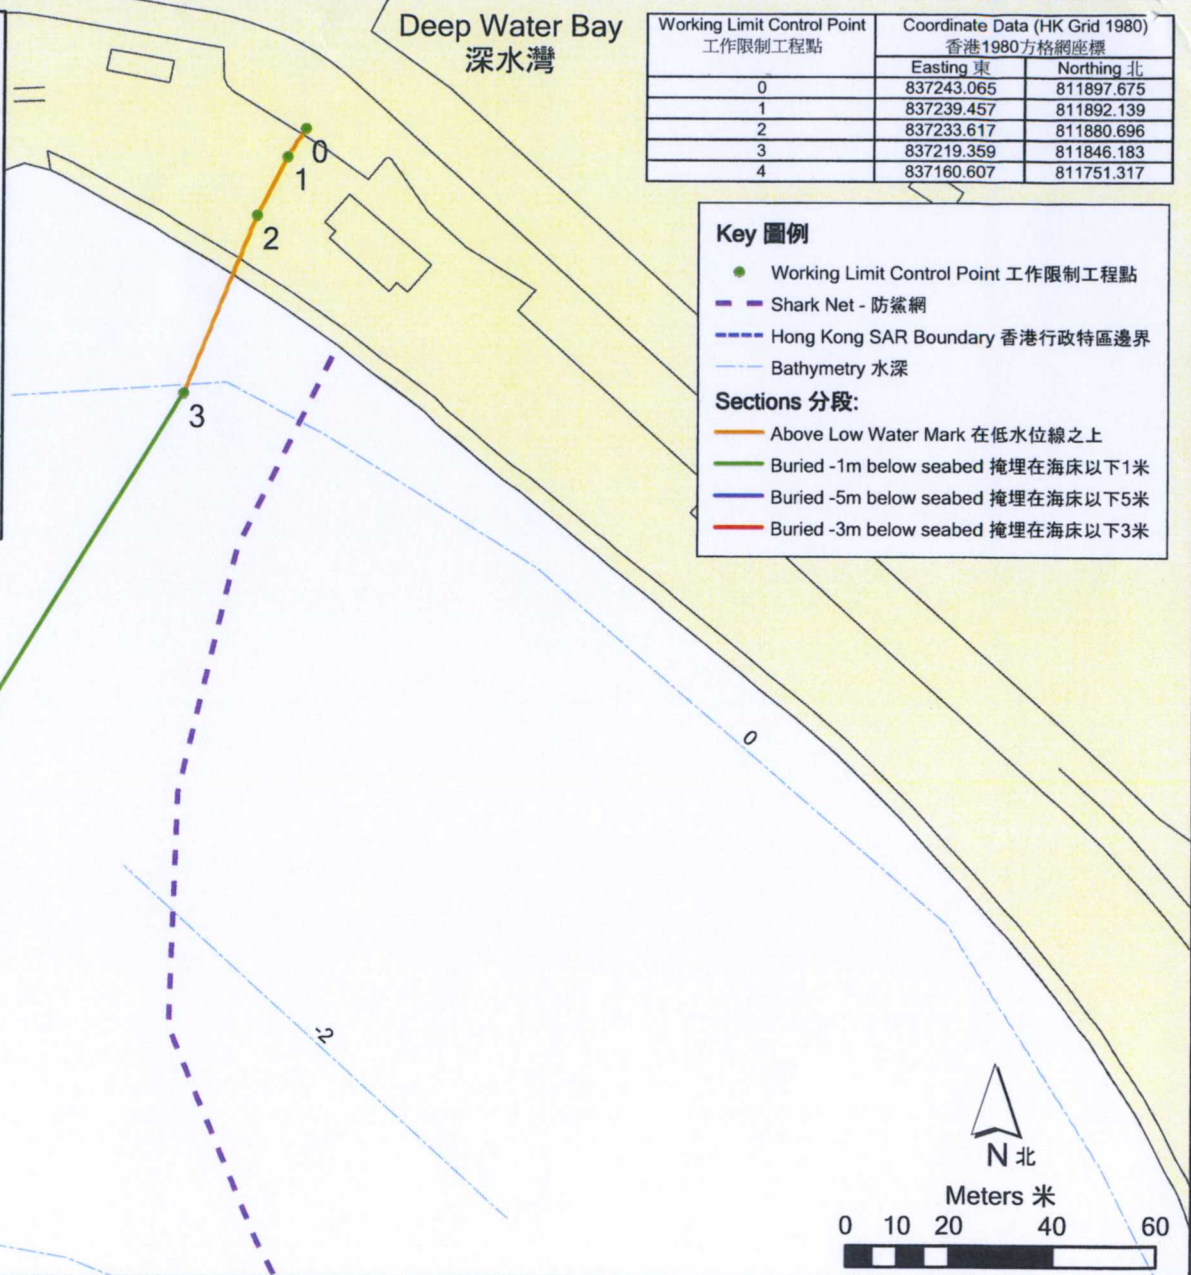 Deep Water Bay
深水灣
Working Limit Control Point
工作限制工程點
Coordinate Data (HK Grid 1980)
香港1980方格網座標
Easting 東 Northing 北
0 837243.065 811897.675
1 837239.457 811892.139
2 837233.617 811880.696
3 837219.359 811846.183
4 837160.607 811751.317
Key 圖例
Working Limit Control Point 工作限制工程點
Shark Net - 防鯊網
Hong Kong SAR Boundary 香港行政特區邊界
Bathymetry 水深
Sections 分段:
Above Low Water Mark 在低水位線之上
Buried -1m below seabed 掩埋在海床以下1米
Buried -5m below seabed 掩埋在海床以下5米
Buried -3m below seabed 掩埋在海床以下3米
0
1
2
3
0
-2
N 北
Meters 米
0 10 20 40 60